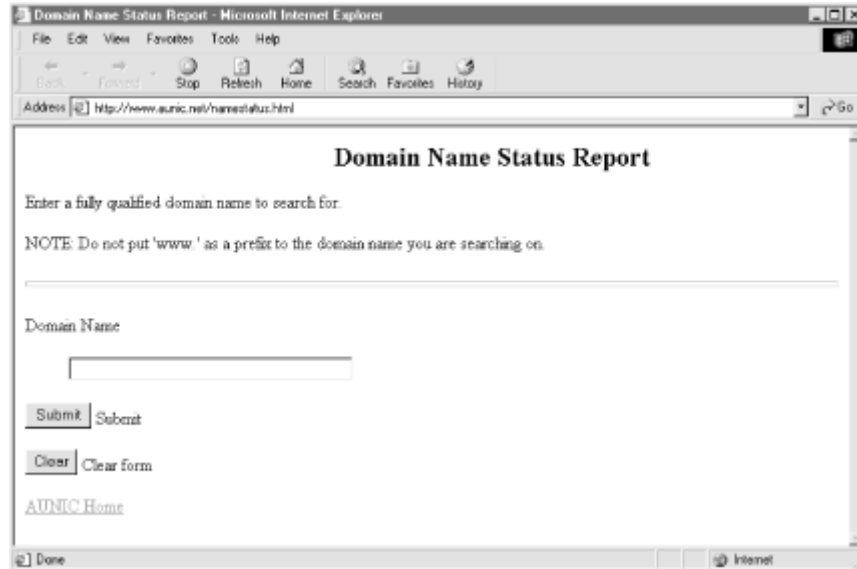 Domain Name Status Report - Microsoft Internet Explorer
File Edit View Favorites Tools Help
Back Forward Stop Refresh Home Search Favorites History
Address http://www.aunic.net/namestatus.html Go
Domain Name Status Report
Enter a fully qualified domain name to search for.
NOTE: Do not put 'www.' as a prefix to the domain name you are searching on.
Domain Name
Submit Submit
Clear Clear form
AUNIC Home
Done Internet